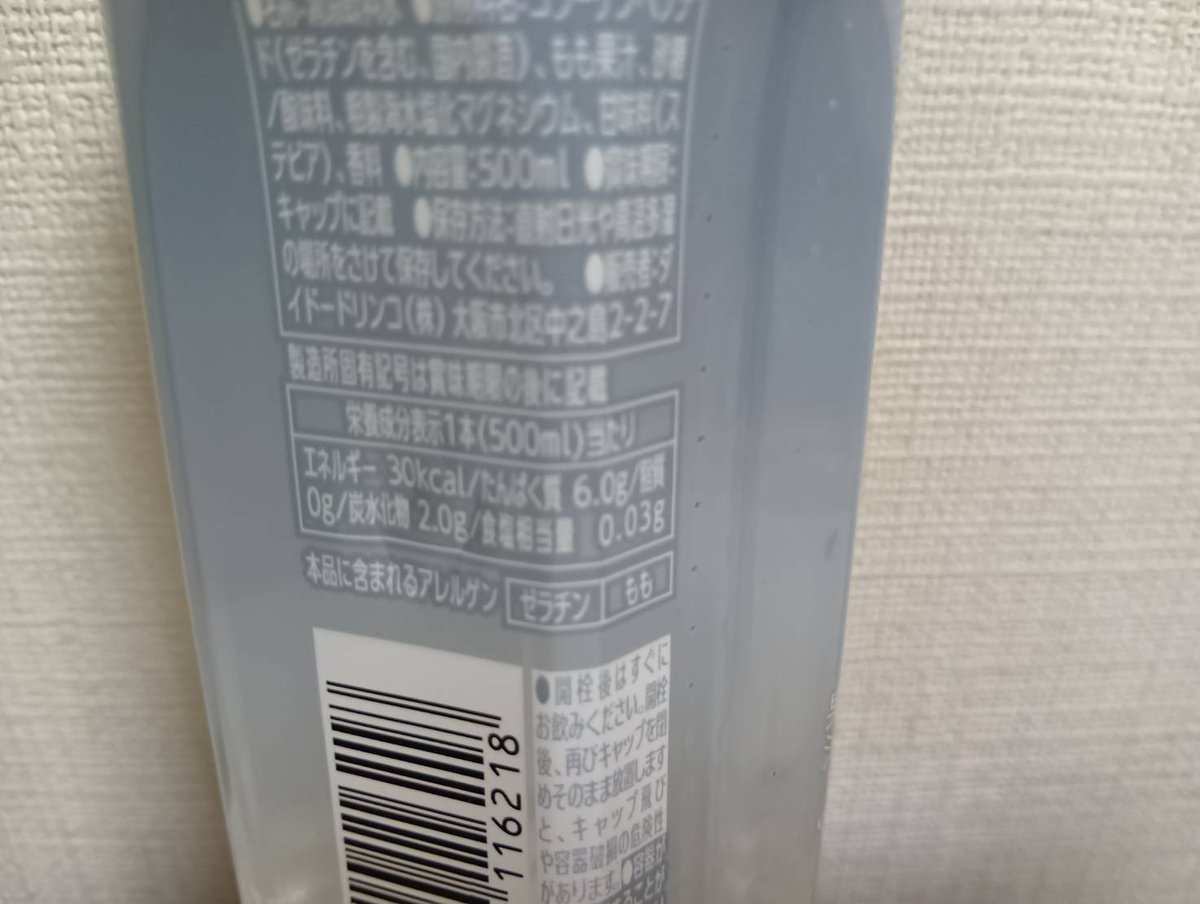 ド(ゼラチンを含む、国内製造)、もも果汁、砂糖
/酸味料、粗製海水塩化マグネシウム、甘味料(ス
テビア)、香料 ●内容量:500ml ●賞味期限:
キャップに記載 ●保存方法:直射日光や高温多湿
の場所をさけて保存してください。 ●販売者:ダ
イドードリンコ(株) 大阪市北区中之島2-2-7
製造所固有記号は賞味期限の後に記載
栄養成分表示1本(500ml)当たり
エネルギー 30kcal/たんぱく質 6.0g/脂質
0g/炭水化物 2.0g/食塩相当量 0.03g
本品に含まれるアレルゲン ゼラチン もも
116218
●開栓後はすぐに
お飲みください。開栓
後、再びキャップを閉
めそのまま放置します
と、キャップ飛び
や容器破損の危険性
があります。●容器が